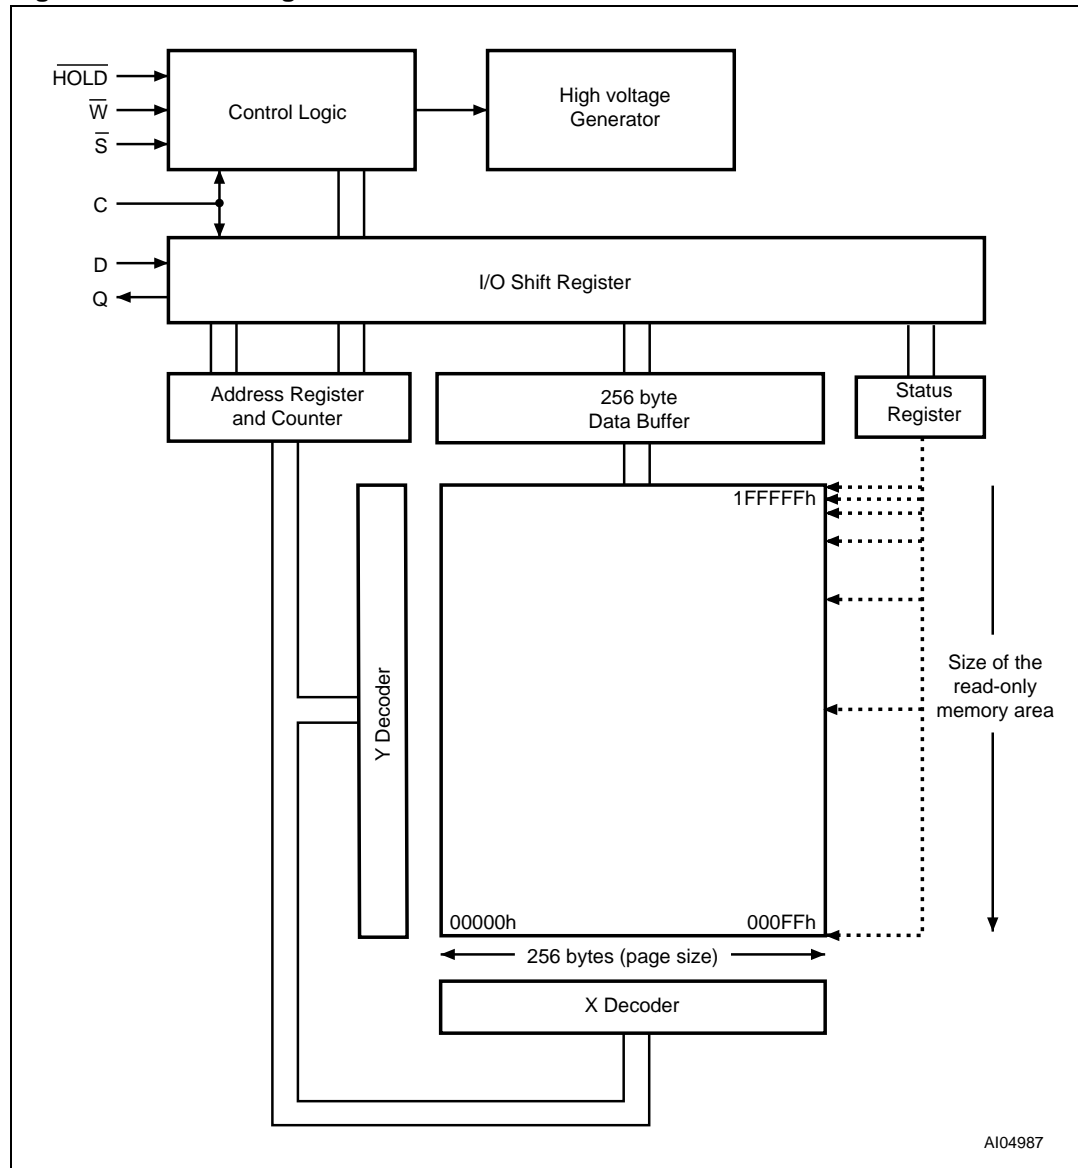 HOLD
W
S
C
D
Q
Control Logic
High voltage
Generator
I/O Shift Register
Address Register
and Counter
256 byte
Data Buffer
Status
Register
1FFFFFh
Y Decoder
Size of the
read-only
memory area
00000h
000FFh
256 bytes (page size)
X Decoder
AI04987